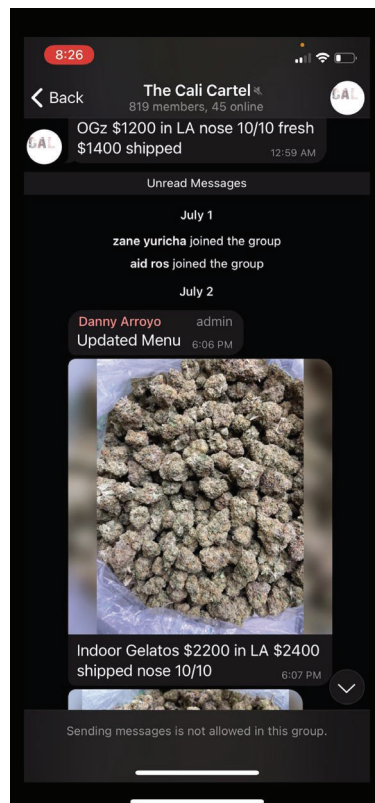 8:26
Back
The Cali Cartel
819 members, 45 online
GAL
GAL
OGz $1200 in LA nose 10/10 fresh
$1400 shipped
12:59 AM
Unread Messages
July 1
zane yuricha joined the group
aid ros joined the group
July 2
Danny Arroyo admin
Updated Menu 6:06 PM
Indoor Gelatos $2200 in LA $2400
shipped nose 10/10 6:07 PM
Sending messages is not allowed in this group.